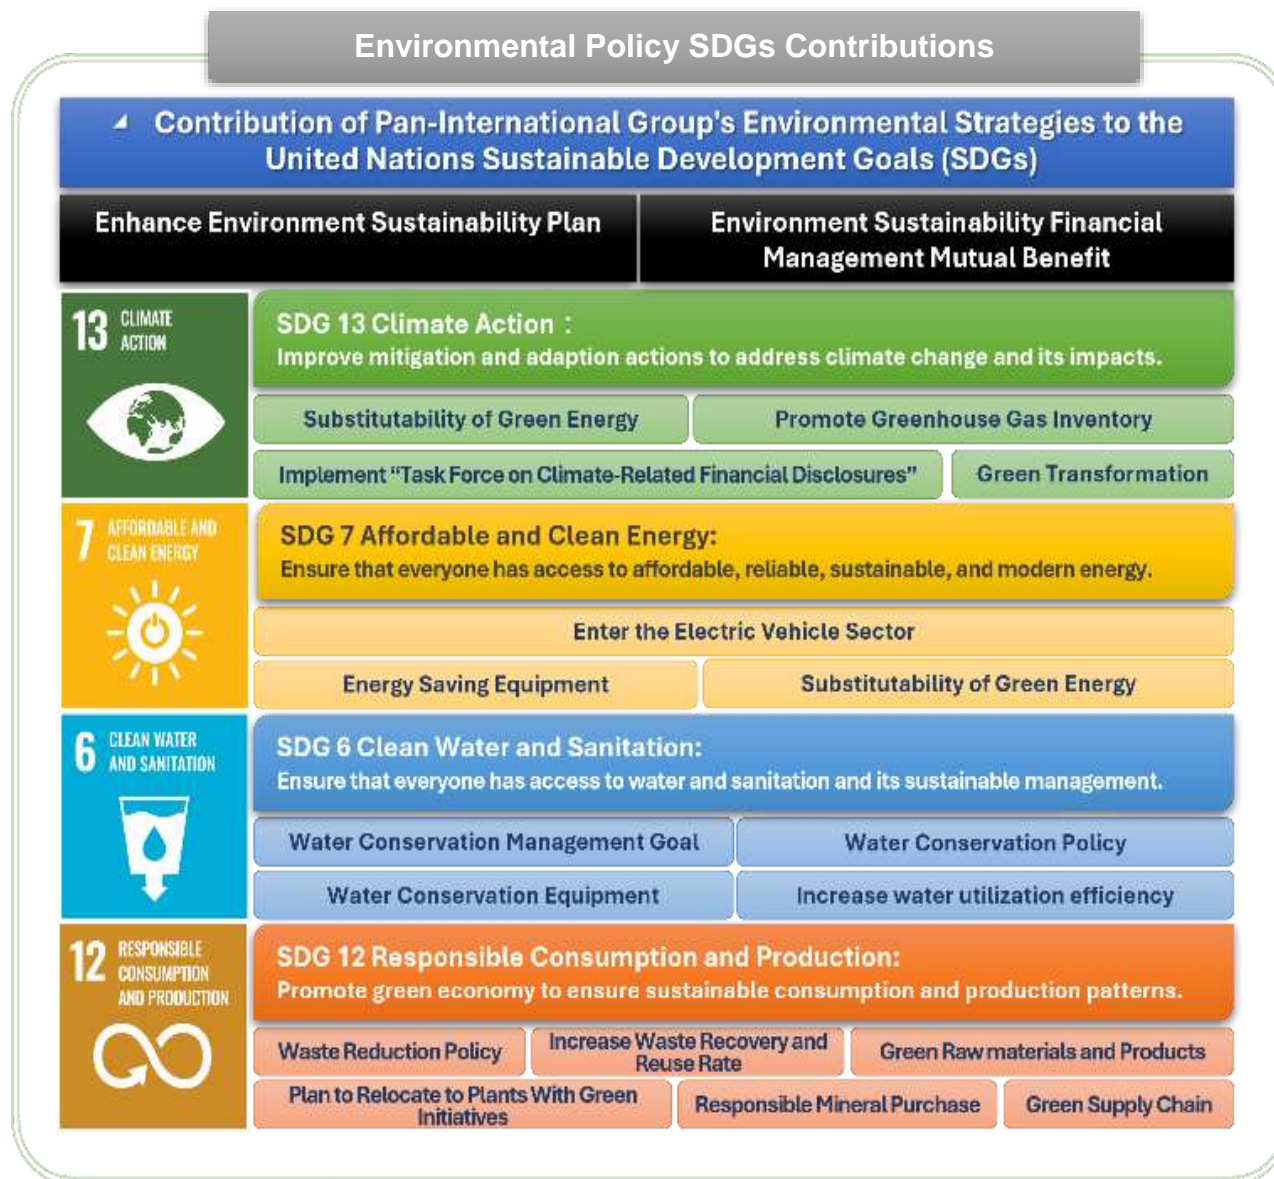 Environmental Policy SDGs Contributions
Contribution of Pan-International Group's Environmental Strategies to the
United Nations Sustainable Development Goals (SDGs)
Enhance Environment Sustainability Plan
Environment Sustainability Financial
Management Mutual Benefit
13 CLIMATE
ACTION
SDG 13 Climate Action :
Improve mitigation and adaption actions to address climate change and its impacts.
Substitutability of Green Energy
Promote Greenhouse Gas Inventory
Implement “Task Force on Climate-Related Financial Disclosures”
Green Transformation
7 AFFORDABLE AND
CLEAN ENERGY
SDG 7 Affordable and Clean Energy:
Ensure that everyone has access to affordable, reliable, sustainable, and modern energy.
Enter the Electric Vehicle Sector
Energy Saving Equipment
Substitutability of Green Energy
6 CLEAN WATER
AND SANITATION
SDG 6 Clean Water and Sanitation:
Ensure that everyone has access to water and sanitation and its sustainable management.
Water Conservation Management Goal
Water Conservation Policy
Water Conservation Equipment
Increase water utilization efficiency
12 RESPONSIBLE
CONSUMPTION
AND PRODUCTION
SDG 12 Responsible Consumption and Production:
Promote green economy to ensure sustainable consumption and production patterns.
Waste Reduction Policy
Increase Waste Recovery and
Reuse Rate
Green Raw materials and Products
Plan to Relocate to Plants With Green
Initiatives
Responsible Mineral Purchase
Green Supply Chain